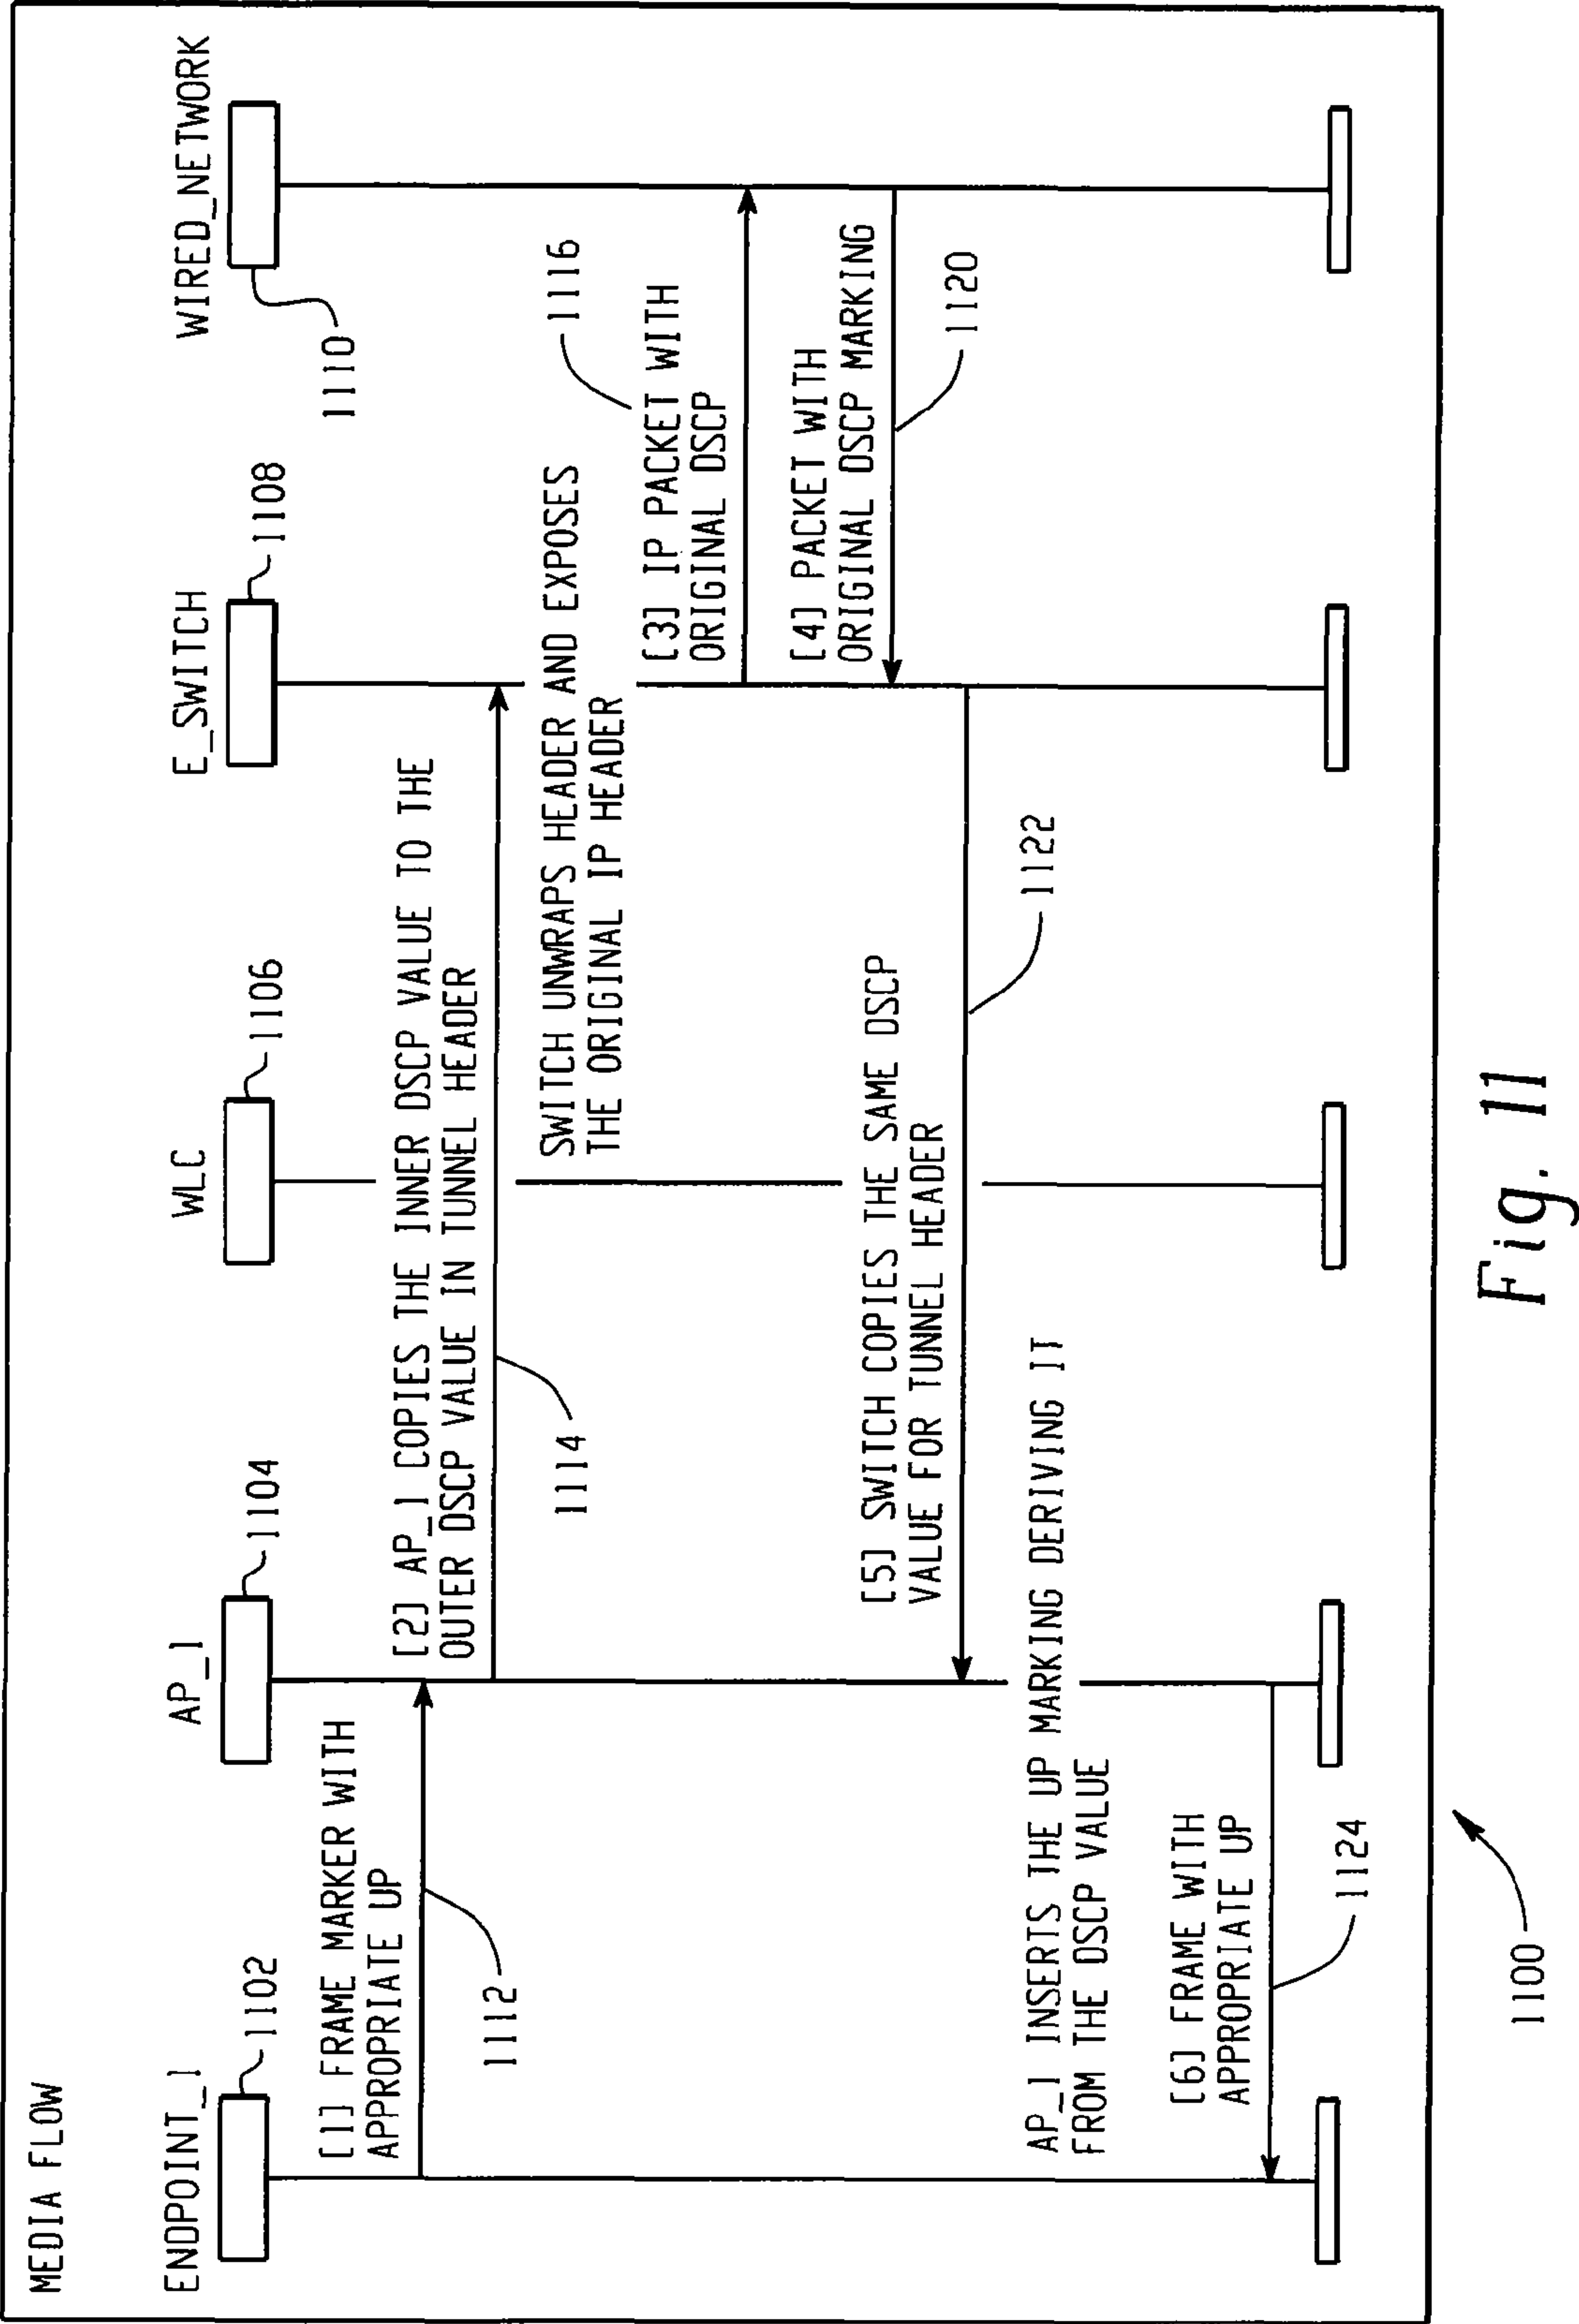 MEDIA FLOW
ENDPOINT_1
AP_1
WLC
E_SWITCH
WIRED_NETWORK
1102
1104
1106
1108
1110
[1] FRAME MARKER WITH
APPROPRIATE UP
1112
[2] AP_1 COPIES THE INNER DSCP VALUE TO THE
OUTER DSCP VALUE IN TUNNEL HEADER
1114
SWITCH UNWRAPS HEADER AND EXPOSES
THE ORIGINAL IP HEADER
1116
[3] IP PACKET WITH
ORIGINAL DSCP
[4] PACKET WITH
ORIGINAL DSCP MARKING
1120
[5] SWITCH COPIES THE SAME DSCP
VALUE FOR TUNNEL HEADER
1122
AP_1 INSERTS THE UP MARKING DERIVING IT
FROM THE DSCP VALUE
[6] FRAME WITH
APPROPRIATE UP
1124
1100
Fig. 11